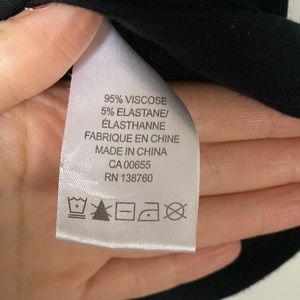 95% VISCOSE
5% ELASTANE/
ÉLASTHANNE
FABRIQUE EN CHINE
MADE IN CHINA
CA 00655
RN 138760